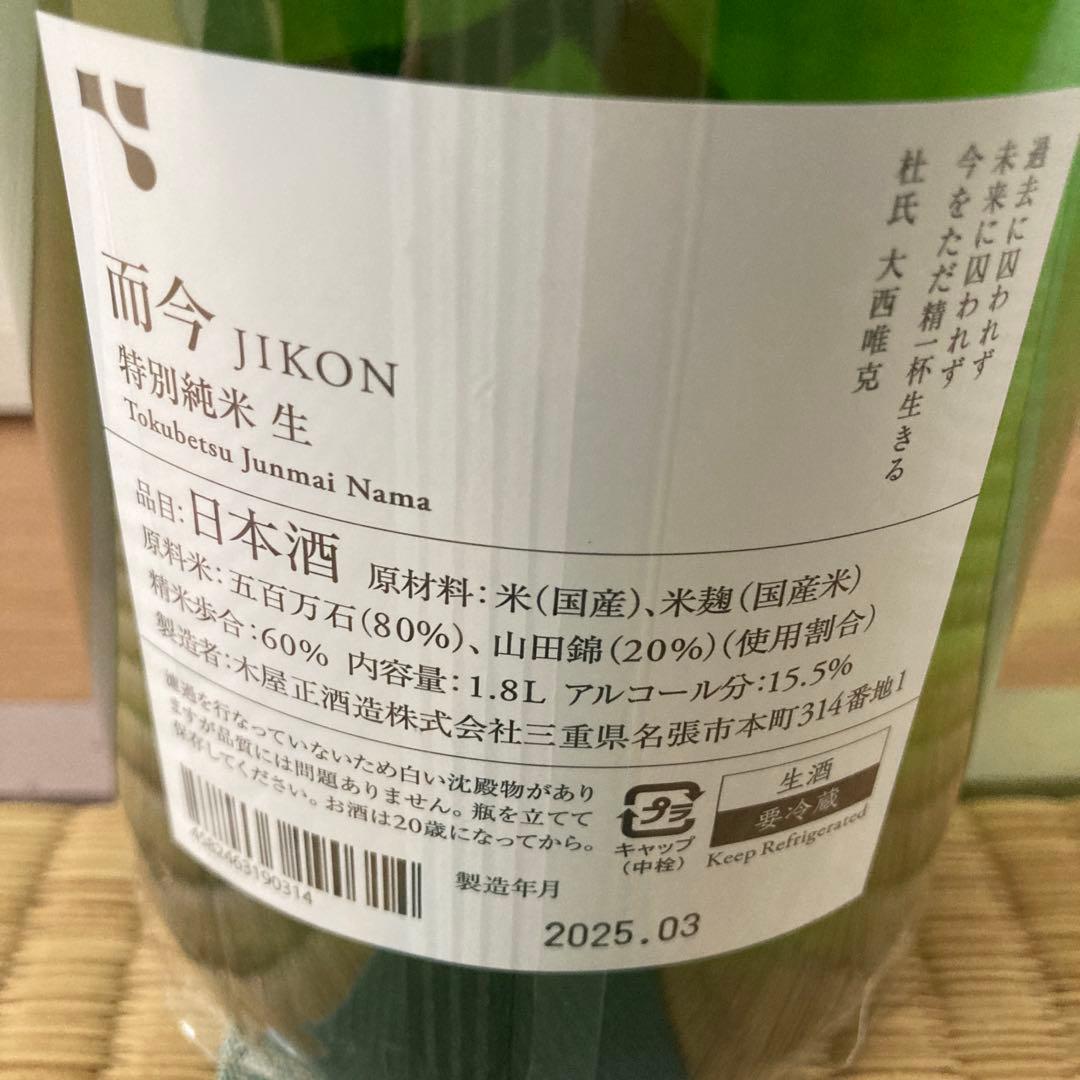 過去に囚われず
未来に囚われず
今をただ精一杯生きる
杜氏 大西唯克
而今 JIKON
特別純米 生
Tokubetsu Junmai Nama
品目:日本酒 原材料:米(国産)、米麹(国産米)
原料米:五百万石(80%)、山田錦(20%)(使用割合)
精米歩合:60% 内容量:1.8L アルコール分:15.5%
製造者:木屋正酒造株式会社三重県名張市本町314番地1
濾過を行なっていないため白い沈殿物があり
ますが品質には問題ありません。瓶を立てて
保存してください。お酒は20歳になってから。
プラ
キャップ
(中栓)
生酒
要冷蔵
Keep Refrigerated
4582463190314
製造年月
2025.03